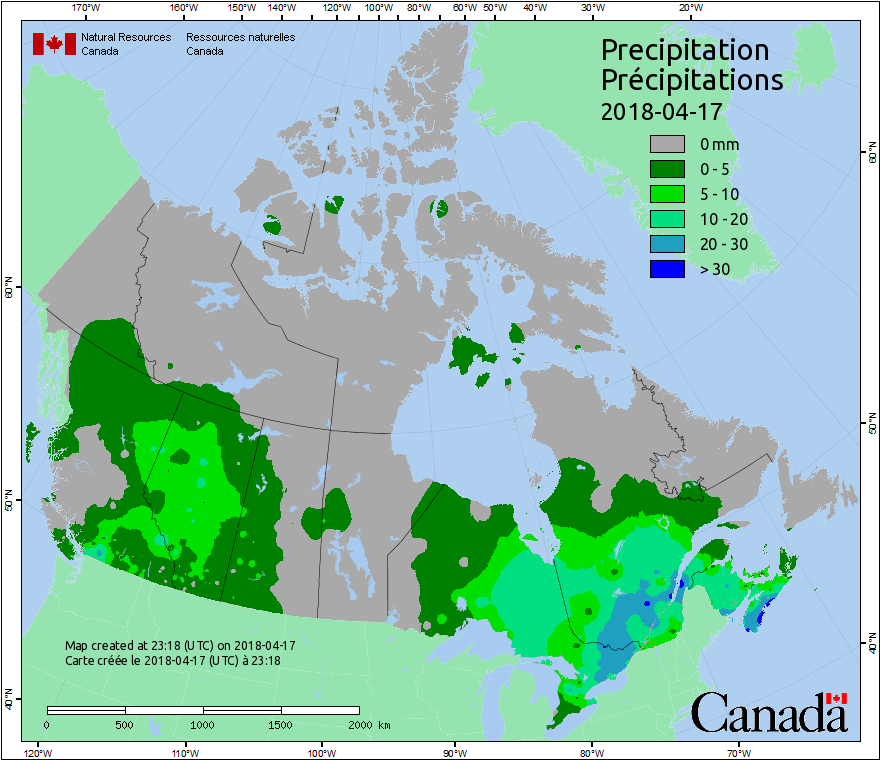 170°W 160°W 150°W 140°W 130°W 120°W 110°W 100°W 90°W 80°W 60°W 50°W 40°W 30°W 20°W
Natural Resources Ressources naturelles
Canada Canada
Precipitation
Précipitations
2018-04-17
0 mm
0 - 5
5 - 10
10 - 20
20 - 30
> 30
60°N 60°N
50°N 50°N
40°N 40°N
Map created at 23:18 (UTC) on 2018-04-17
Carte créée le 2018-04-17 (UTC) à 23:18
0 500 1000 1500 2000 km
Canada
120°W 110°W 100°W 90°W 80°W 70°W